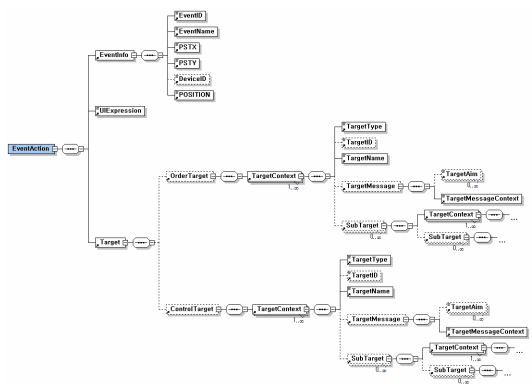 EventID
EventName
PSTX
PSTY
DeviceID
POSITION
EventInfo
UIExpression
EventAction
Target
OrderTarget
TargetContext
1..∞
TargetType
TargetID
TargetName
TargetMessage
TargetAim
0..∞
TargetMessageContext
SubTarget
0..∞
TargetContext
1..∞
SubTarget
0..∞
...
...
ControlTarget
TargetContext
1..∞
TargetType
TargetID
TargetName
TargetMessage
TargetAim
0..∞
TargetMessageContext
SubTarget
0..∞
TargetContext
1..∞
SubTarget
0..∞
...
...